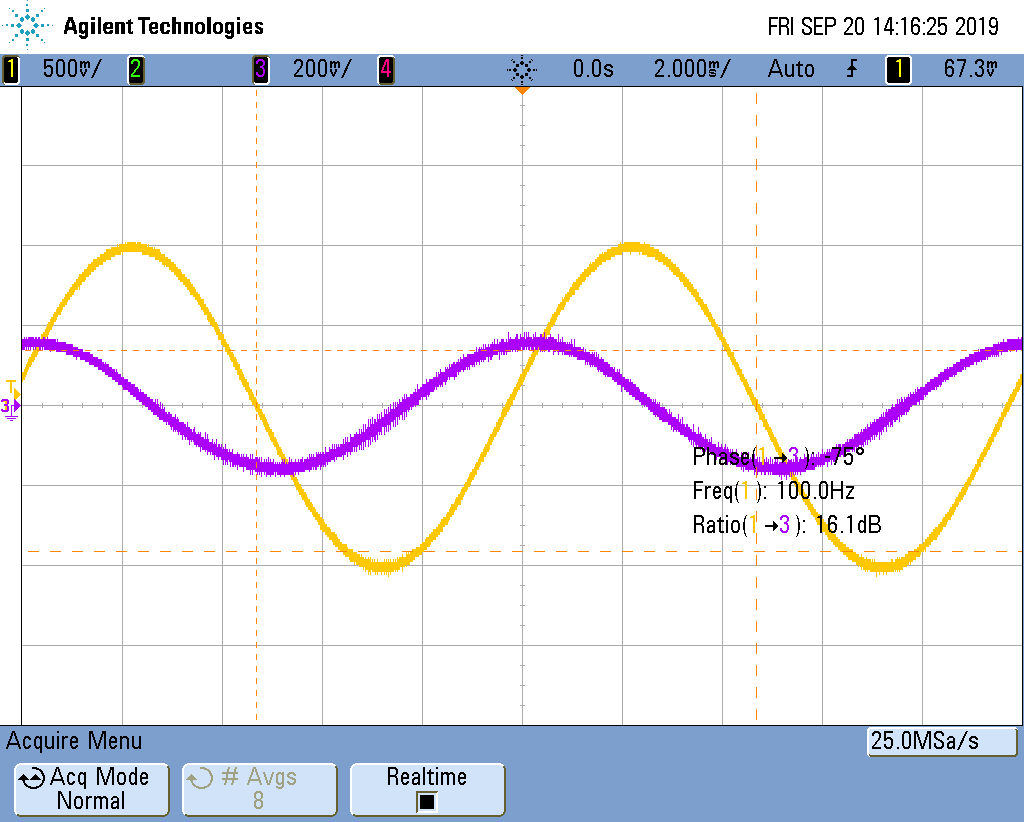 Agilent Technologies FRI SEP 20 14:16:25 2019
1 500mV/ 2 3 200mV/ 4 0.0s 2.000ms/ Auto 1 67.3mV
T
3
Phase(1→3): -75°
Freq(1): 100.0Hz
Ratio(1→3): 16.1dB
Acquire Menu 25.0MSa/s
Acq Mode # Avgs Realtime
Normal 8